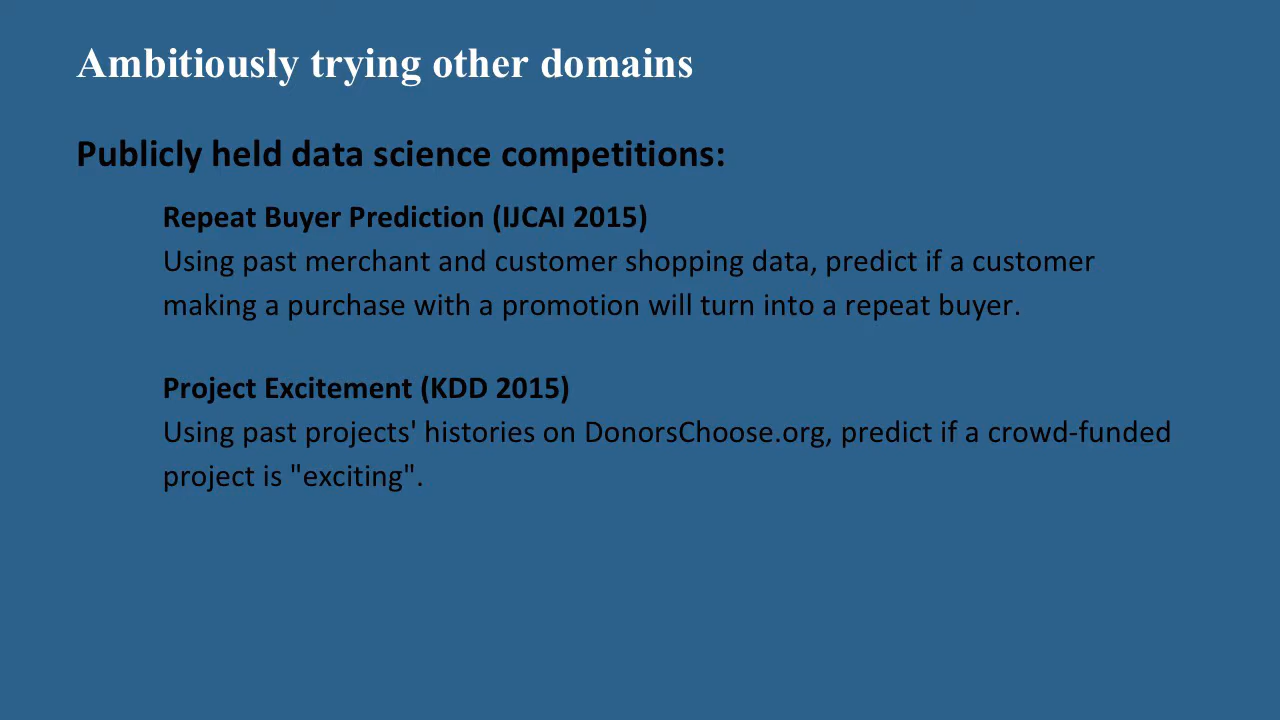 Ambitiously trying other domains
Publicly held data science competitions:
Repeat Buyer Prediction (IJCAI 2015)
Using past merchant and customer shopping data, predict if a customer
making a purchase with a promotion will turn into a repeat buyer.
Project Excitement (KDD 2015)
Using past projects' histories on DonorsChoose.org, predict if a crowd-funded
project is "exciting".